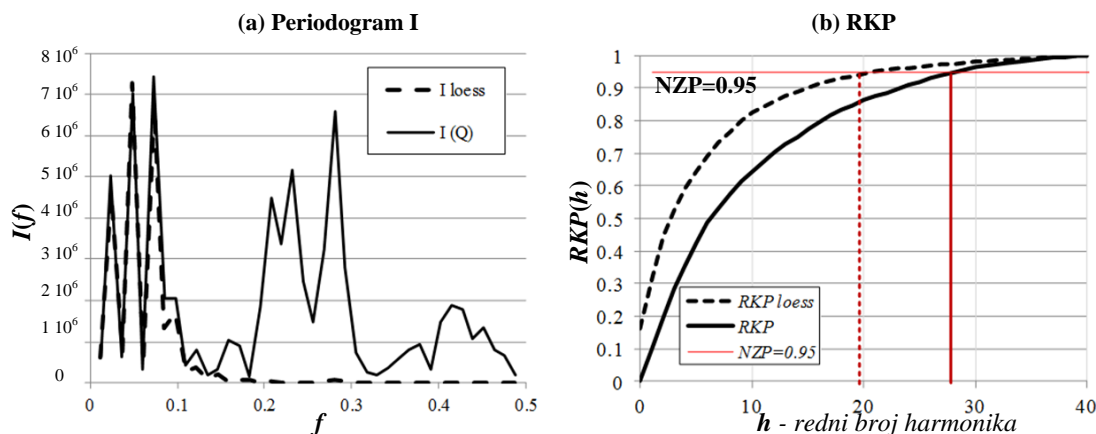 (a) Periodogram I
8 10⁶
7 10⁶
6 10⁶
5 10⁶
4 10⁶
3 10⁶
2 10⁶
1 10⁶
0
I(f)
I loess
I (Q)
0 0.1 0.2 0.3 0.4 0.5
f
(b) RKP
1
0.9
0.8
0.7
0.6
0.5
0.4
0.3
0.2
0.1
0
RKP(h)
NZP=0.95
RKP loess
RKP
NZP=0.95
0 10 20 30 40
h - redni broj harmonika